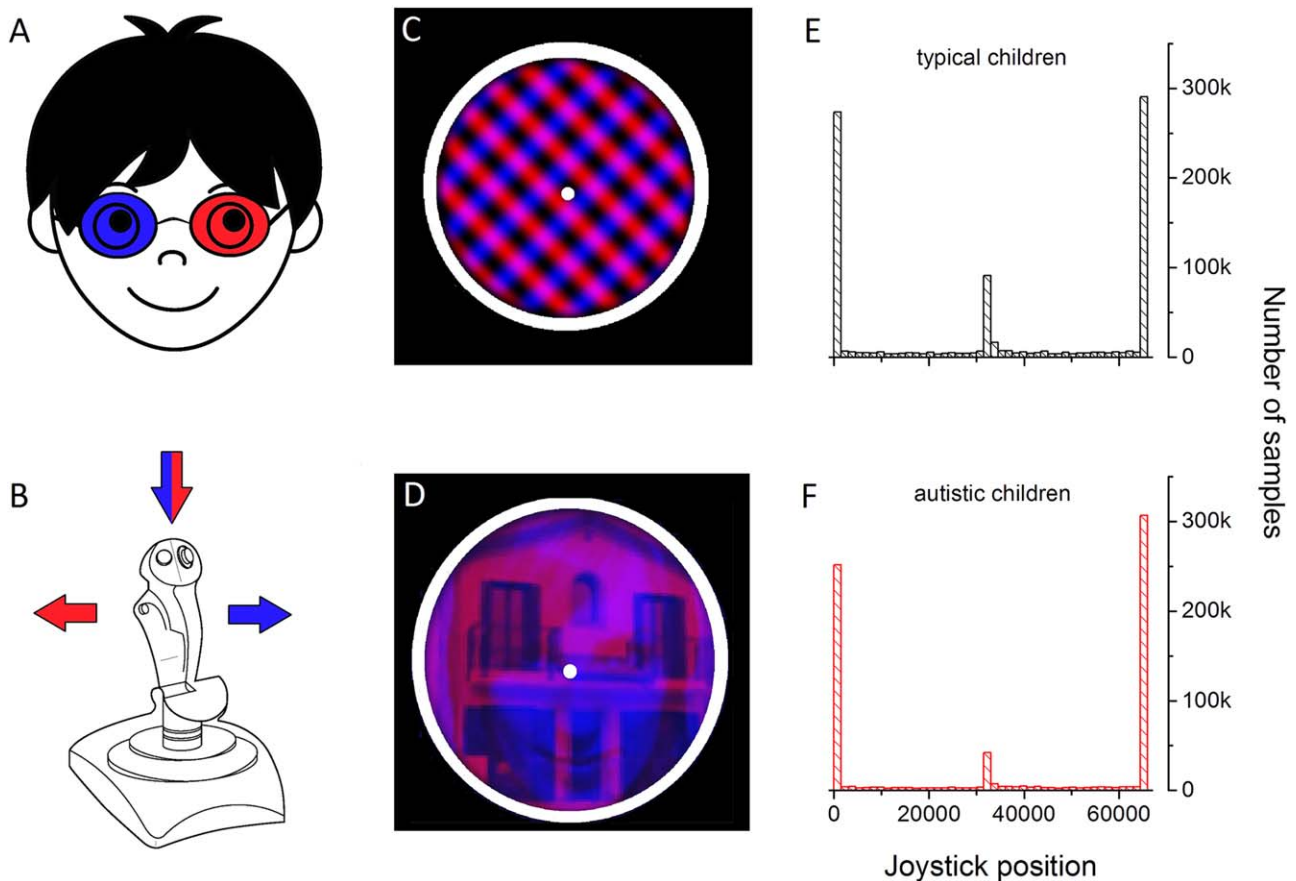 A
B
C
D
E
typical children
300k
200k
100k
0
F
autistic children
300k
200k
100k
0
0 20000 40000 60000
Joystick position
Number of samples